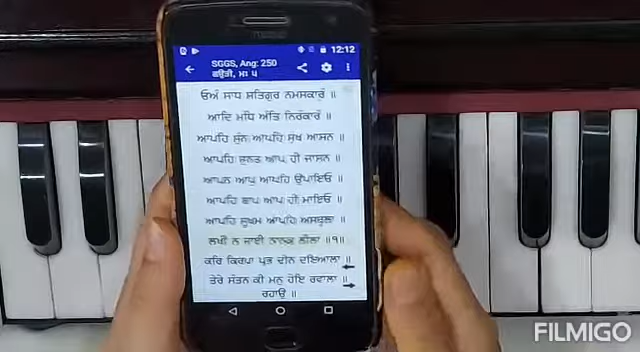 12:12
SGGS, Ang: 250
ਗਉੜੀ, ਮਃ ੫
ਓਅੰ ਸਾਧ ਸਤਿਗੁਰ ਨਮਸਕਾਰੰ ॥
ਆਦਿ ਮਧਿ ਅੰਤਿ ਨਿਰੰਕਾਰੰ ॥
ਆਪਹਿ ਸੁੰਨ ਆਪਹਿ ਸੁਖ ਆਸਨ ॥
ਆਪਹਿ ਸੁਨਤ ਆਪ ਹੀ ਜਾਸਨ ॥
ਆਪਨ ਆਪੁ ਆਪਹਿ ਉਪਾਇਓ ॥
ਆਪਹਿ ਬਾਪ ਆਪ ਹੀ ਮਾਇਓ ॥
ਆਪਹਿ ਸੂਖਮ ਆਪਹਿ ਅਸਥੂਲਾ ॥
ਲਖੀ ਨ ਜਾਈ ਨਾਨਕ ਲੀਲਾ ॥੧॥
ਕਰਿ ਕਿਰਪਾ ਪ੍ਰਭ ਦੀਨ ਦਇਆਲਾ ॥
ਤੇਰੇ ਸੰਤਨ ਕੀ ਮਨੁ ਹੋਇ ਰਵਾਲਾ ॥
ਰਹਾਉ ॥
FILMIGO